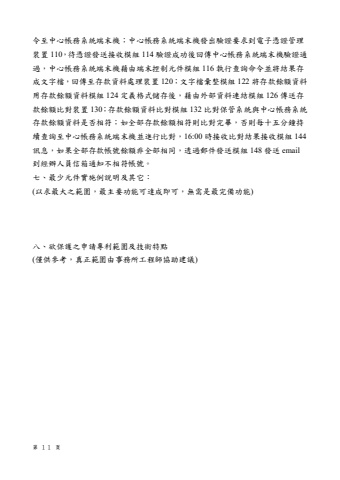 令至中心帳務系統端末機；中心帳務系統端末機發出驗證要求到電子憑證管理
裝置 110，待憑證發送接收模組 114 驗證成功後回傳中心帳務系統端末機驗證通
過，中心帳務系統端末機藉由端末控制元件模組 116 執行查詢命令並將結果存
成文字檔，回傳至存款資料處理裝置 120；文字檔彙整模組 122 將存款餘額資料
用存款餘額資料模組 124 定義格式儲存後，藉由外部資料連結模組 126 傳送存
款餘額比對裝置 130；存款餘額資料比對模組 132 比對保管系統與中心帳務系統
存款餘額資料是否相符；如全部存款餘額相符則比對完畢，否則每十五分鐘持
續查詢至中心帳務系統端末機並進行比對，16:00 時接收比對結果接收模組 144
訊息，如果全部存款帳號餘額非全部相同，透過郵件發送模組 148 發送 email
到經辦人員信箱通知不相符帳號。
七、最少元件實施例說明及其它：
(以求最大之範圍，最主要功能可達成即可，無需是最完備功能)
八、欲保護之申請專利範圍及技術特點
(僅供參考，真正範圍由事務所工程師協助建議)
第 11 頁